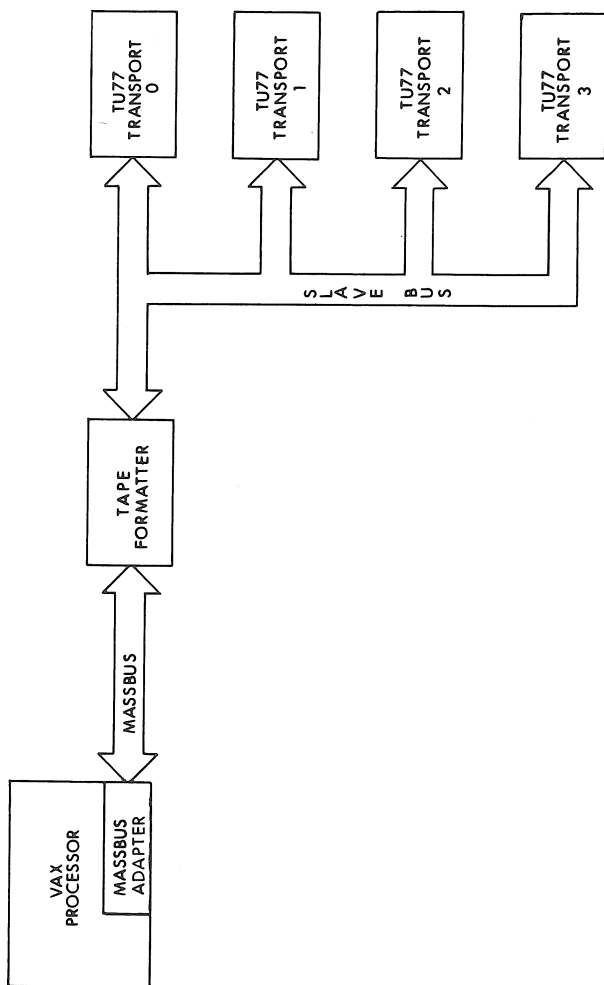 VAX
PROCESSOR
MASSBUS
ADAPTER
MASSBUS
TAPE
FORMATTER
SLAVE BUS
TU77
TRANSPORT
0
TU77
TRANSPORT
1
TU77
TRANSPORT
2
TU77
TRANSPORT
3